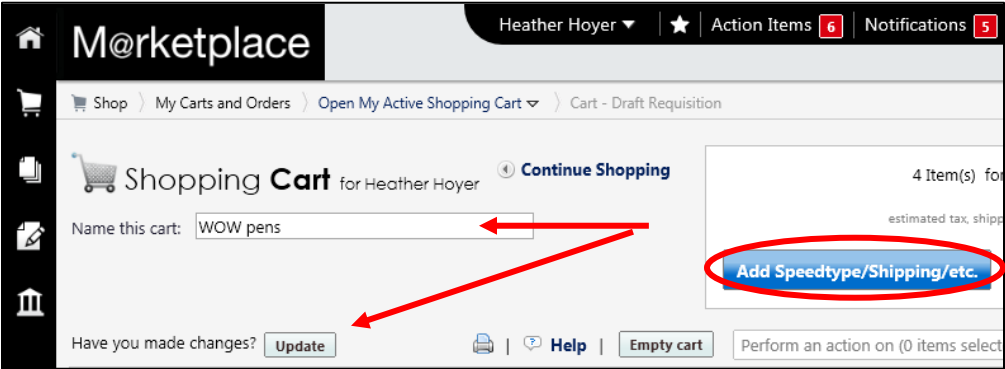 Heather Hoyer Action Items 6 Notifications 5
M@rketplace
Shop My Carts and Orders Open My Active Shopping Cart Cart - Draft Requisition
Shopping Cart for Heather Hoyer
Continue Shopping
4 Item(s) for
Name this cart: WOW pens
estimated tax, shipp
Add Speedtype/Shipping/etc.
Have you made changes? Update | ? Help | Empty cart Perform an action on (0 items select